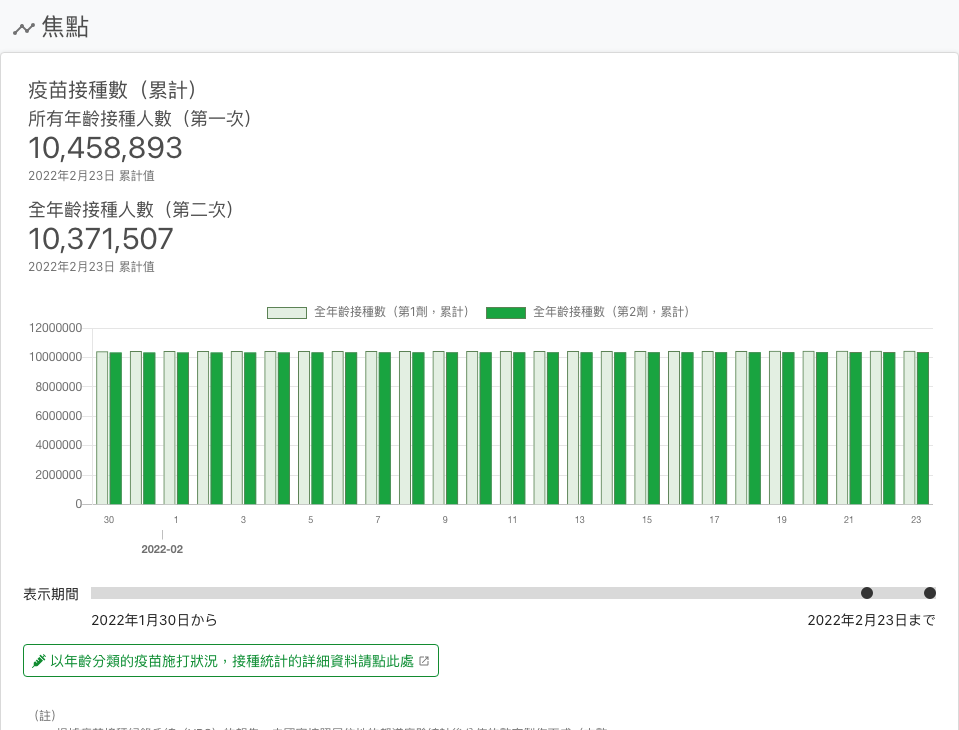 焦點
疫苗接種數（累計）
所有年齡接種人數（第一次）
10,458,893
2022年2月23日 累計值
全年齡接種人數（第二次）
10,371,507
2022年2月23日 累計值
全年齡接種數（第1劑，累計） 全年齡接種數（第2劑，累計）
12000000
10000000
8000000
6000000
4000000
2000000
0
30 1 3 5 7 9 11 13 15 17 19 21 23
2022-02
表示期間
2022年1月30日から 2022年2月23日まで
以年齡分類的疫苗施打狀況，接種統計的詳細資料請點此處
（註）